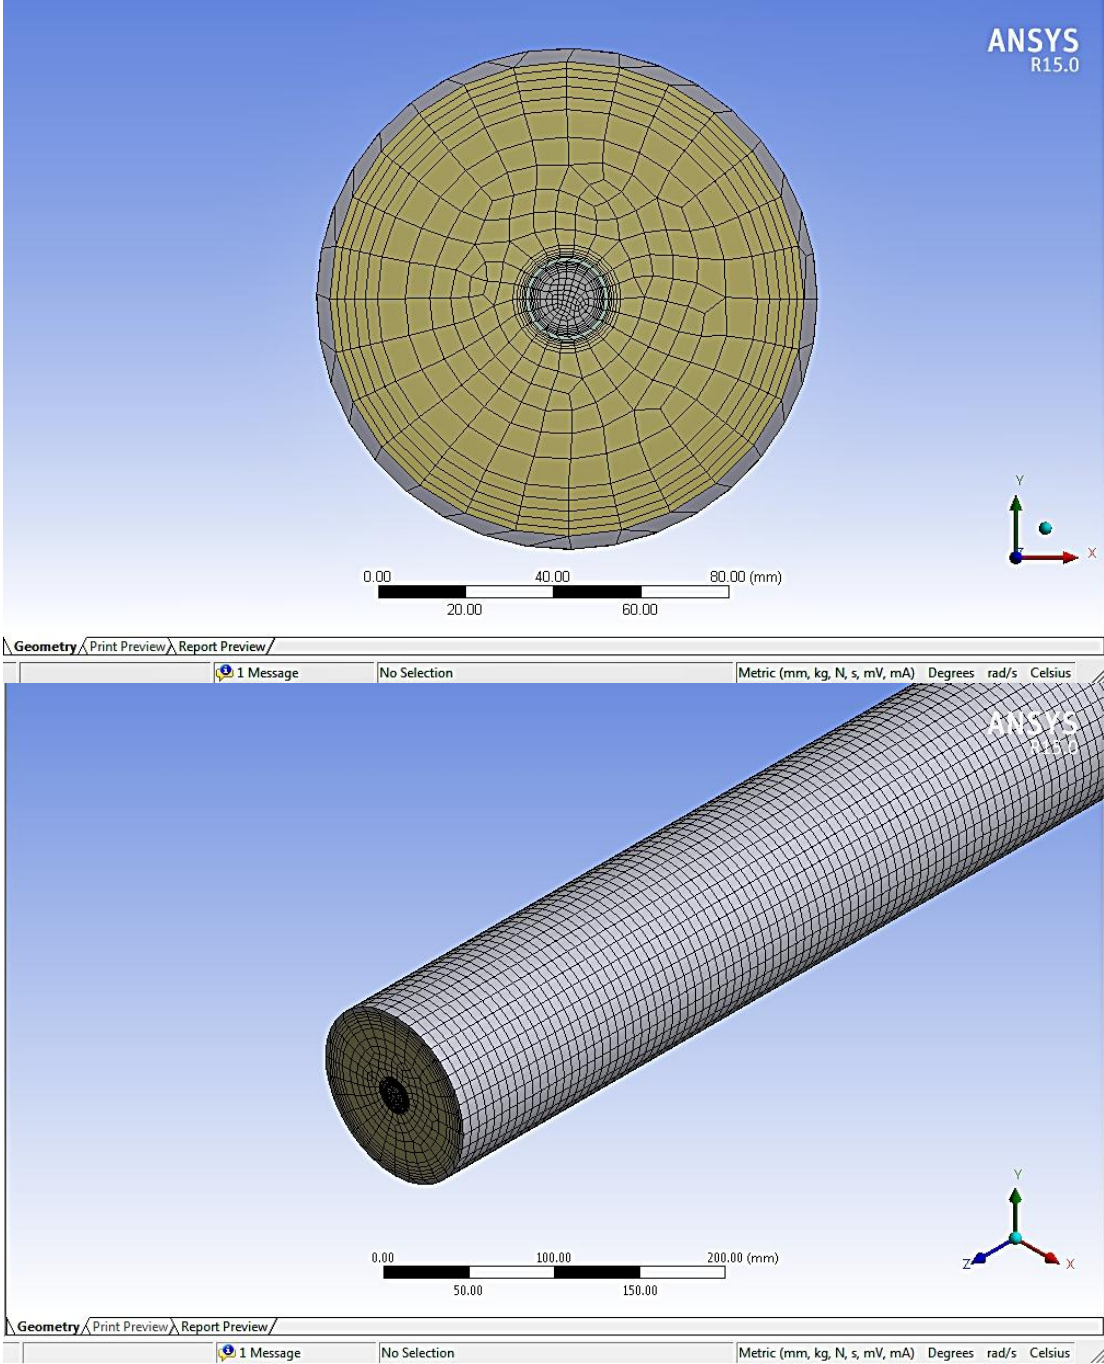 ANSYS
R15.0
Y
X
Z
0.00 40.00 80.00 (mm)
20.00 60.00
Geometry Print Preview Report Preview
1 Message No Selection Metric (mm, kg, N, s, mV, mA) Degrees rad/s Celsius
ANSYS
R15.0
Y
Z X
0.00 100.00 200.00 (mm)
50.00 150.00
Geometry Print Preview Report Preview
1 Message No Selection Metric (mm, kg, N, s, mV, mA) Degrees rad/s Celsius